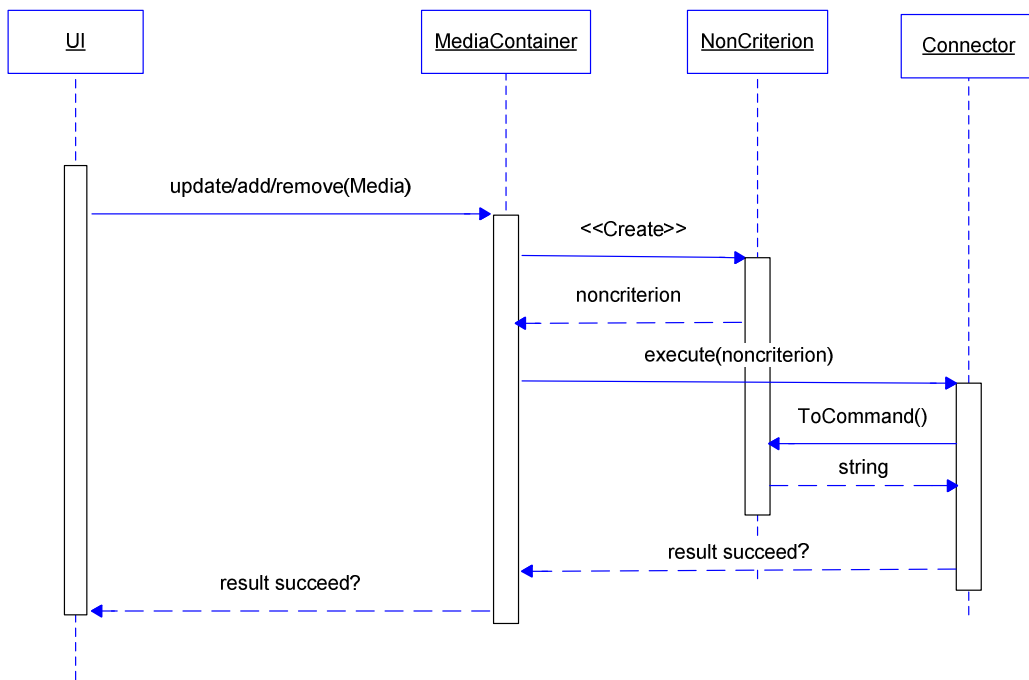 UI
MediaContainer
NonCriterion
Connector
update/add/remove(Media)
<<Create>>
noncriterion
execute(noncriterion)
ToCommand()
string
result succeed?
result succeed?